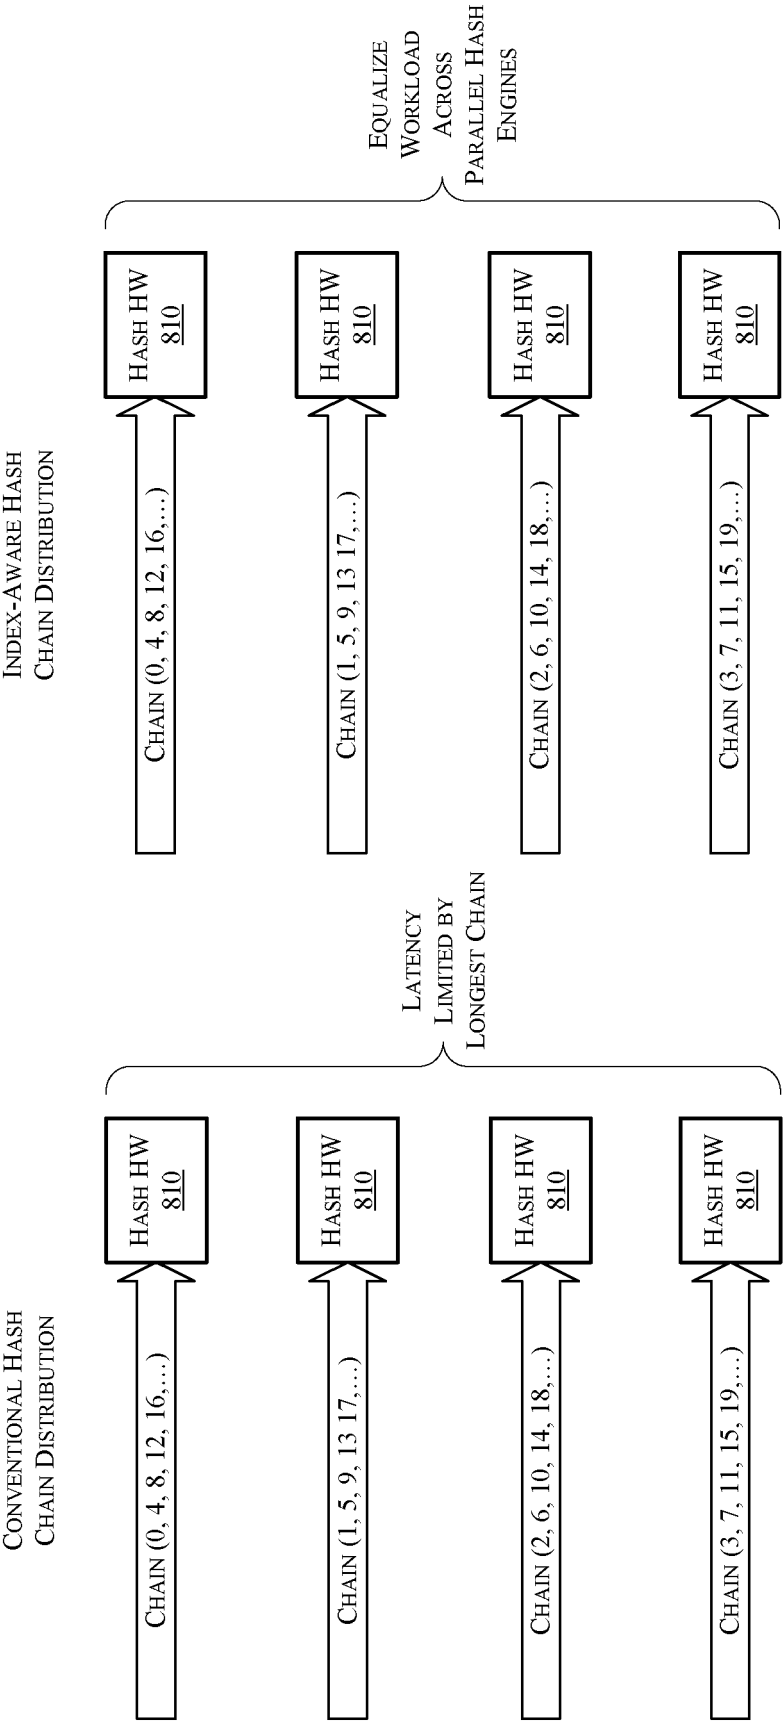 CONVENTIONAL HASH
CHAIN DISTRIBUTION
CHAIN (0, 4, 8, 12, 16,…)
HASH HW
810
CHAIN (1, 5, 9, 13 17,…)
HASH HW
810
CHAIN (2, 6, 10, 14, 18,…)
HASH HW
810
CHAIN (3, 7, 11, 15, 19,…)
HASH HW
810
LATENCY
LIMITED BY
LONGEST CHAIN
INDEX-AWARE HASH
CHAIN DISTRIBUTION
CHAIN (0, 4, 8, 12, 16,…)
HASH HW
810
CHAIN (1, 5, 9, 13 17,…)
HASH HW
810
CHAIN (2, 6, 10, 14, 18,…)
HASH HW
810
CHAIN (3, 7, 11, 15, 19,…)
HASH HW
810
EQUALIZE
WORKLOAD
ACROSS
PARALLEL HASH
ENGINES